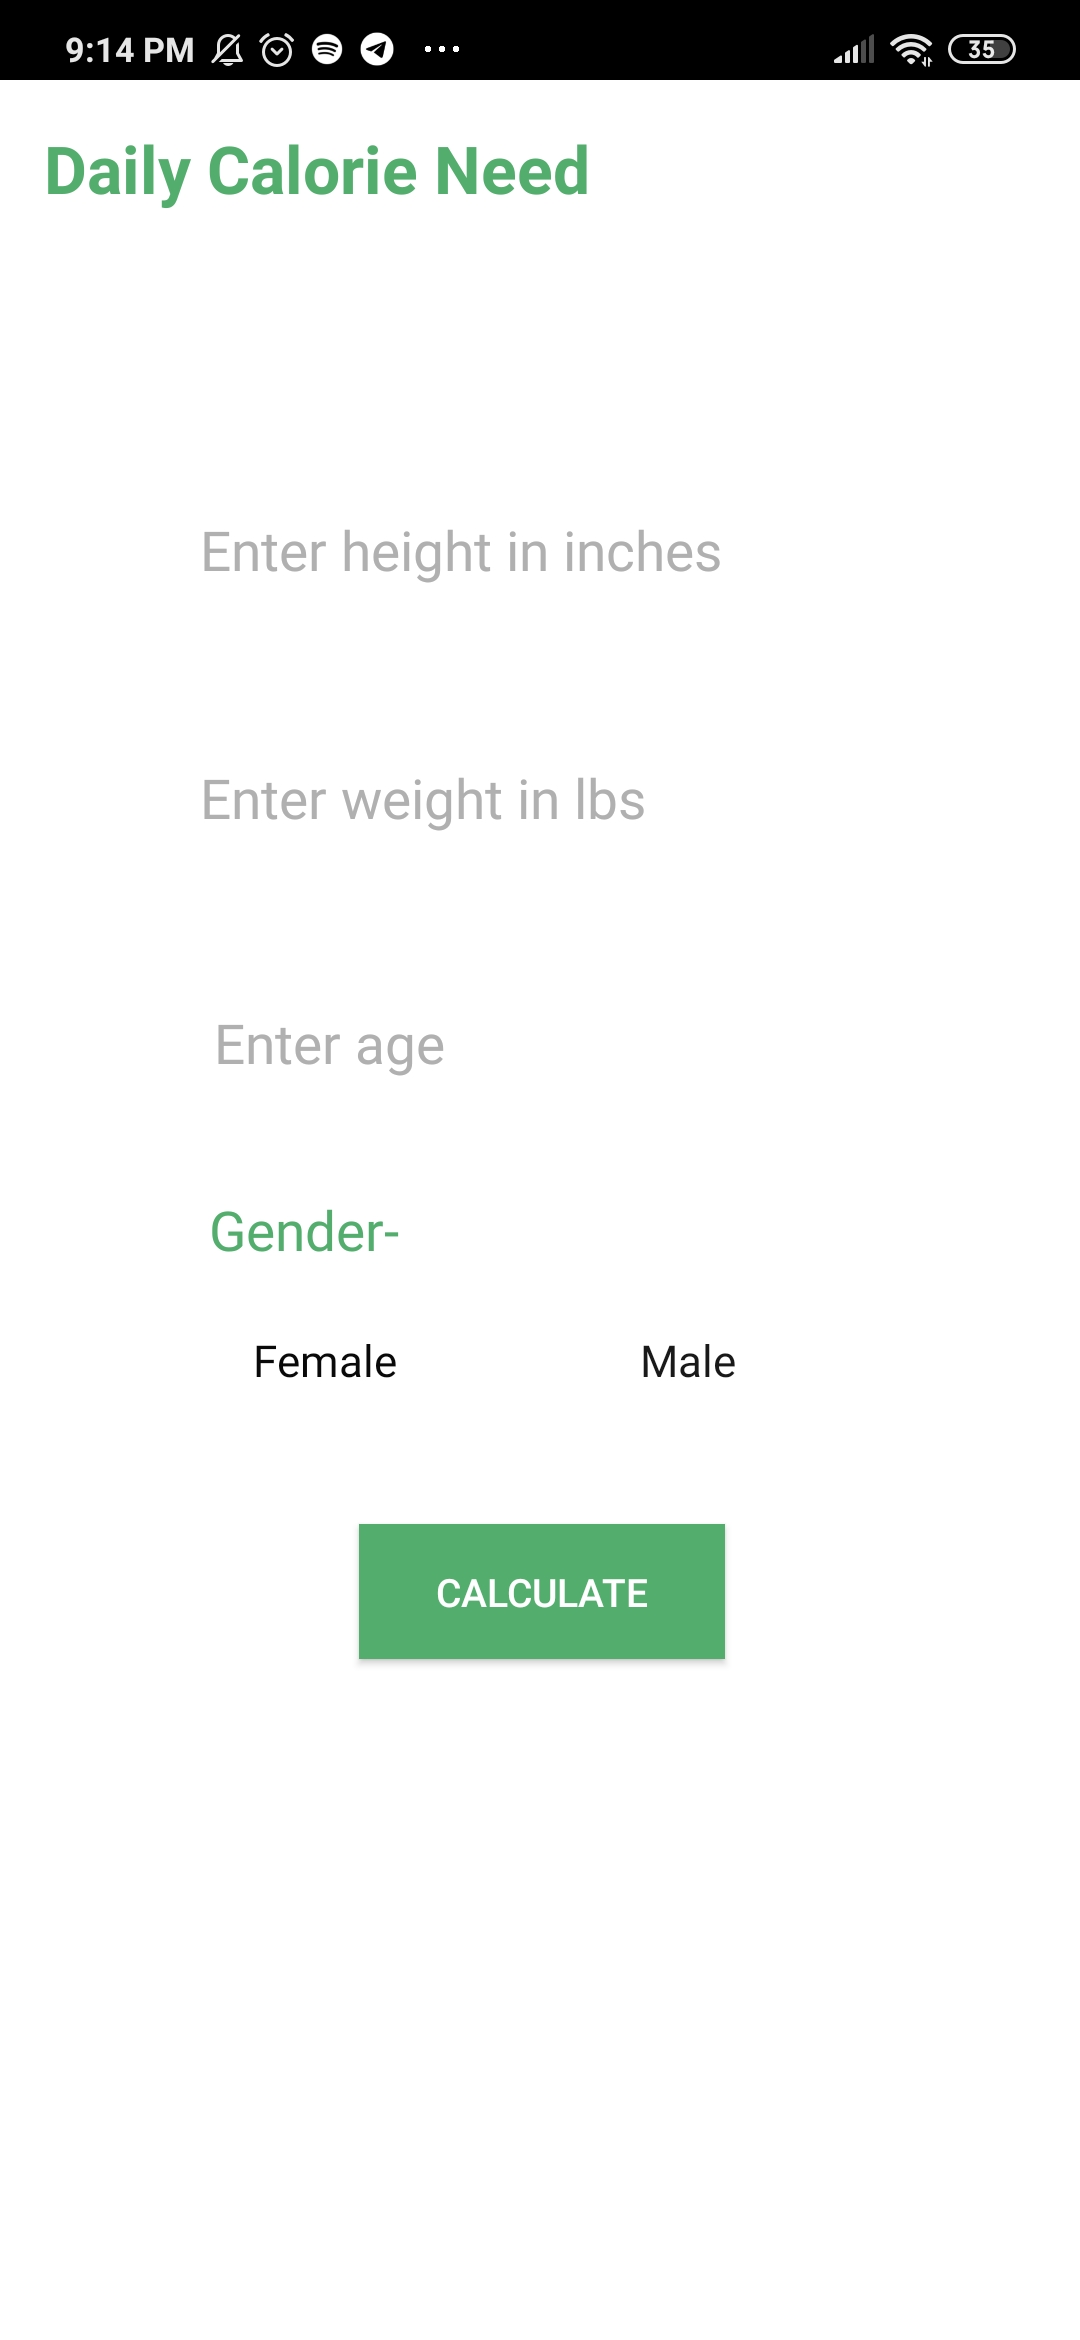 9:14 PM 35
Daily Calorie Need
Enter height in inches
Enter weight in lbs
Enter age
Gender-
Female Male
CALCULATE